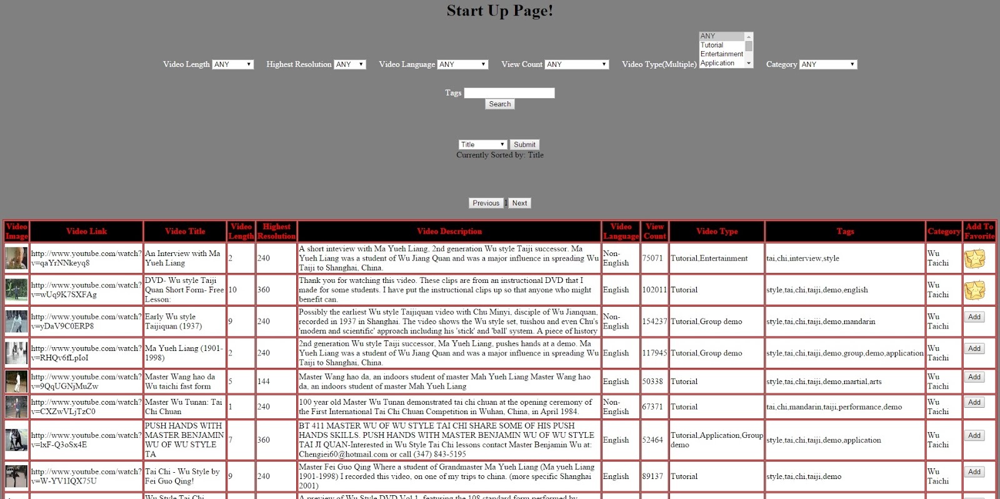 Start Up Page!
ANY
Tutorial
Entertainment
Application
Video Length ANY Highest Resolution ANY Video Language ANY View Count ANY Video Type(Multiple) Category ANY
Tags
Search
Title Submit
Currently Sorted by: Title
Previous 1 Next
Video Image Video Link Video Title Video Length Highest Resolution Video Description Video Language View Count Video Type Tags Category Add To Favorite
http://www.youtube.com/watch?
v=qaYrNNkeyq8
An Interview with Ma
Yueh Liang
2
240
A short inteview with Ma Yueh Liang, 2nd generation Wu style Taiji successor. Ma
Yueh Liang was a student of Wu Jiang Quan and was a major influence in spreading Wu
Taiji to Shanghai, China.
Non-
English
75071
Tutorial,Entertainment
tai,chi,interview,style
Wu
Taichi
http://www.youtube.com/watch?
v=wUq9K7SXFAg
DVD- Wu style Taiji
Quan Short Form- Free
Lesson:
10
360
Thank you for watching this video. These clips are from an instructional DVD that I
made for some students. I have put the instructional clips up so that anyone who might
benefit can.
English
102011
Tutorial
style,tai,chi,taiji,demo,english
Wu
Taichi
http://www.youtube.com/watch?
v=yDaV9C0ERP8
Early Wu style
Taijiquan (1937)
9
240
Possibly the earliest Wu style Taijiquan video with Chu Minyi, disciple of Wu Jianquan,
recorded in 1937 in Shanghai. The video shows the Wu style set, tuishou and even Chu's
'modern and scientific' approach including his 'stick' and 'ball' system. A piece of history
Non-
English
154237
Tutorial,Group demo
style,tai,chi,taiji,demo,mandarin
Wu
Taichi
Add
http://www.youtube.com/watch?
v=RHQv6fLpIoI
Ma Yueh Liang (1901-
1998)
2
240
2nd generation Wu style Taiji successor, Ma Yueh Liang, pushes hands at a demo. Ma
Yueh Liang was a student of Wu Jiang Quan and was a major influence in spreading Wu
Taiji to Shanghai, China.
English
117945
Tutorial,Group demo
style,tai,chi,taiji,demo,group,demo,application
Wu
Taichi
Add
http://www.youtube.com/watch?
v=9QqUGNjMuZw
Master Wang hao da
Wu taichi fast form
5
144
Master Wang hao da, an indoors student of master Mah Yueh Liang Master Wang hao
da, an indoors student of master Mah Yueh Liang
English
50338
Tutorial
style,tai,chi,taiji,demo,martial,arts
Wu
Taichi
Add
http://www.youtube.com/watch?
v=CXZwVLjTzC0
Master Wu Tunan: Tai
Chi Chuan
1
240
100 year old Master Wu Tunan demonstrated tai chi chuan at the opening ceremony of
the First International Tai Chi Chuan Competition in Wuhan, China, in April 1984.
Non-
English
67371
Tutorial
tai,chi,mandarin,taiji,performance,demo
Wu
Taichi
Add
http://www.youtube.com/watch?
v=lxF-Q3oSx4E
PUSH HANDS WITH
MASTER BENJAMIN
WU OF WU STYLE
TA
7
360
BT 411 MASTER WU OF WU STYLE TAI CHI SHARE SOME OF HIS PUSH
HANDS SKILLS. PUSH HANDS WITH MASTER BENJAMIN WU OF WU STYLE
TAI JI QUAN-Interested in Wu Style Tai Chi lessons contact Master Benjamin Wu at:
Chengiei60@hotmail.com or call (347) 843-5195
English
52464
Tutorial,Application,Group
demo
style,tai,chi,taiji,demo,application
Wu
Taichi
Add
http://www.youtube.com/watch?
v=W-YV1IQX75U
Tai Chi - Wu Style by
Fei Guo Qing!
9
240
Master Fei Guo Qing Where a student of Grandmaster Ma Yueh Liang (Ma yueh Liang
1901-1998) I recorded this video, on one of my trips to china. (more specific Shanghai
2001)
English
89137
Tutorial
style,tai,chi,taiji,demo
Wu
Taichi
Add
Wu Style Tai Chi
A preview of Wu Style DVD Vol 1, featuring the 108 standard form performed by